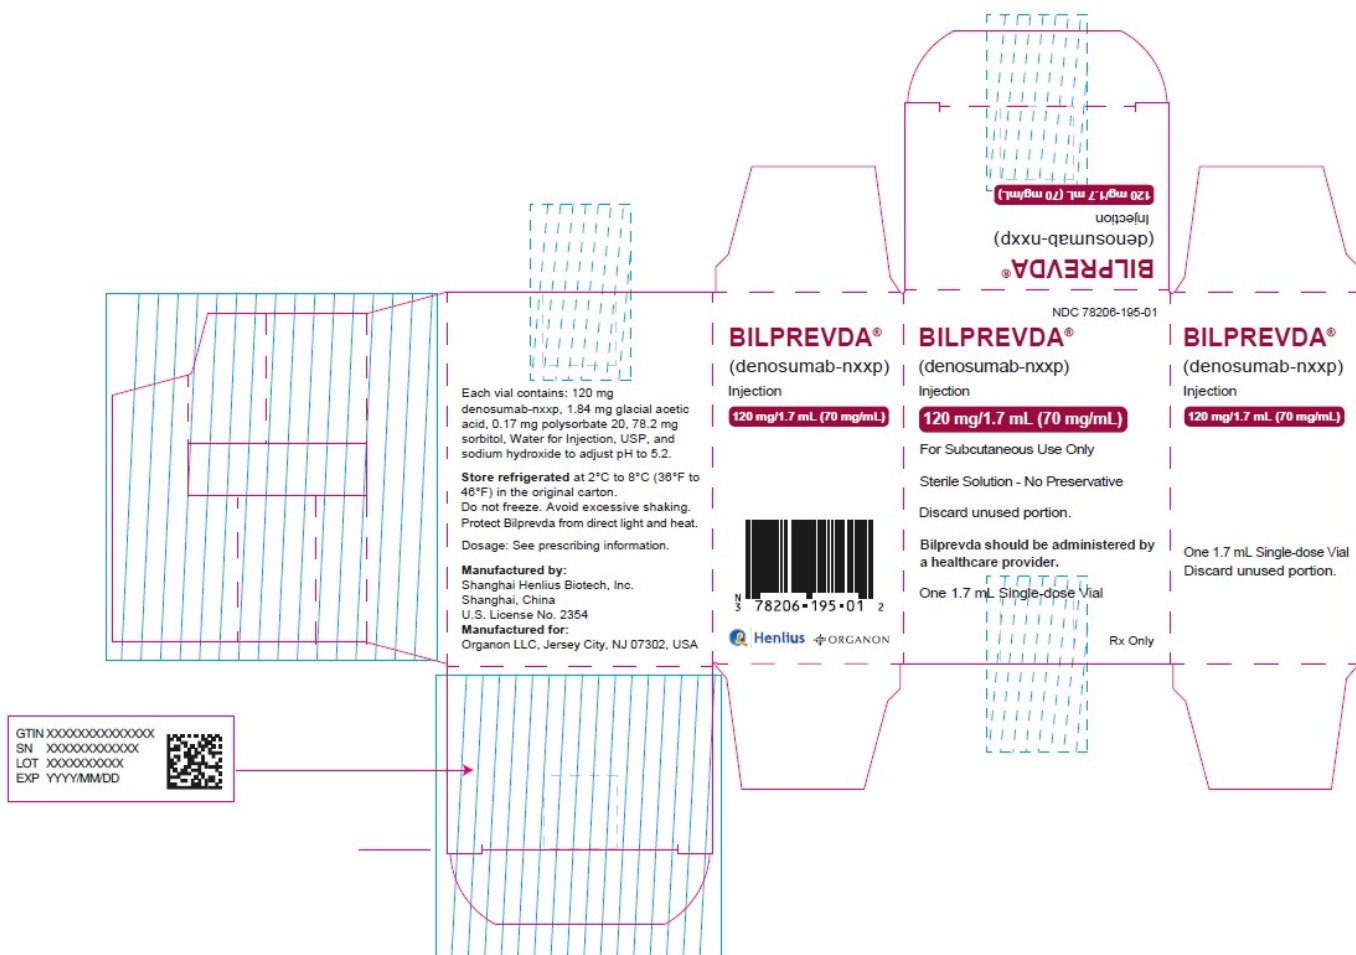 120 mg/1.7 mL (70 mg/mL)
Injection
(denosumab-nxxp)
BILPREVDA®
Each vial contains: 120 mg
denosumab-nxxp, 1.84 mg glacial acetic
acid, 0.17 mg polysorbate 20, 78.2 mg
sorbitol, Water for Injection, USP, and
sodium hydroxide to adjust pH to 5.2.
Store refrigerated at 2°C to 8°C (36°F to
46°F) in the original carton.
Do not freeze. Avoid excessive shaking.
Protect Bilprevda from direct light and heat.
Dosage: See prescribing information.
Manufactured by:
Shanghai Henlius Biotech, Inc.
Shanghai, China
U.S. License No. 2354
Manufactured for:
Organon LLC, Jersey City, NJ 07302, USA
BILPREVDA®
(denosumab-nxxp)
Injection
120 mg/1.7 mL (70 mg/mL)
N
3 78206-195-01 2
Henlius ORGANON
NDC 78206-195-01
BILPREVDA®
(denosumab-nxxp)
Injection
120 mg/1.7 mL (70 mg/mL)
For Subcutaneous Use Only
Sterile Solution - No Preservative
Discard unused portion.
Bilprevda should be administered by
a healthcare provider.
One 1.7 mL Single-dose Vial
Rx Only
BILPREVDA®
(denosumab-nxxp)
Injection
120 mg/1.7 mL (70 mg/mL)
One 1.7 mL Single-dose Vial
Discard unused portion.
GTIN XXXXXXXXXXXXXX
SN XXXXXXXXXXXX
LOT XXXXXXXXXX
EXP YYYY/MM/DD